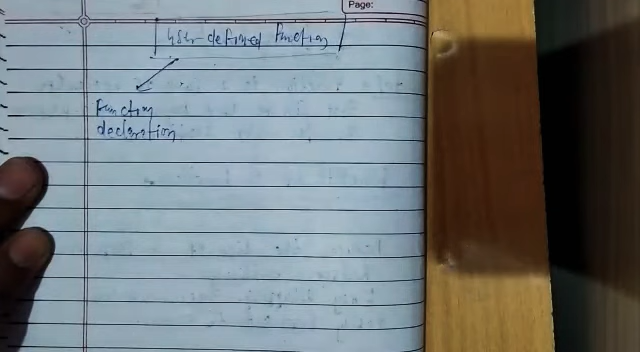 Page:
User-defined function
Function
declaration